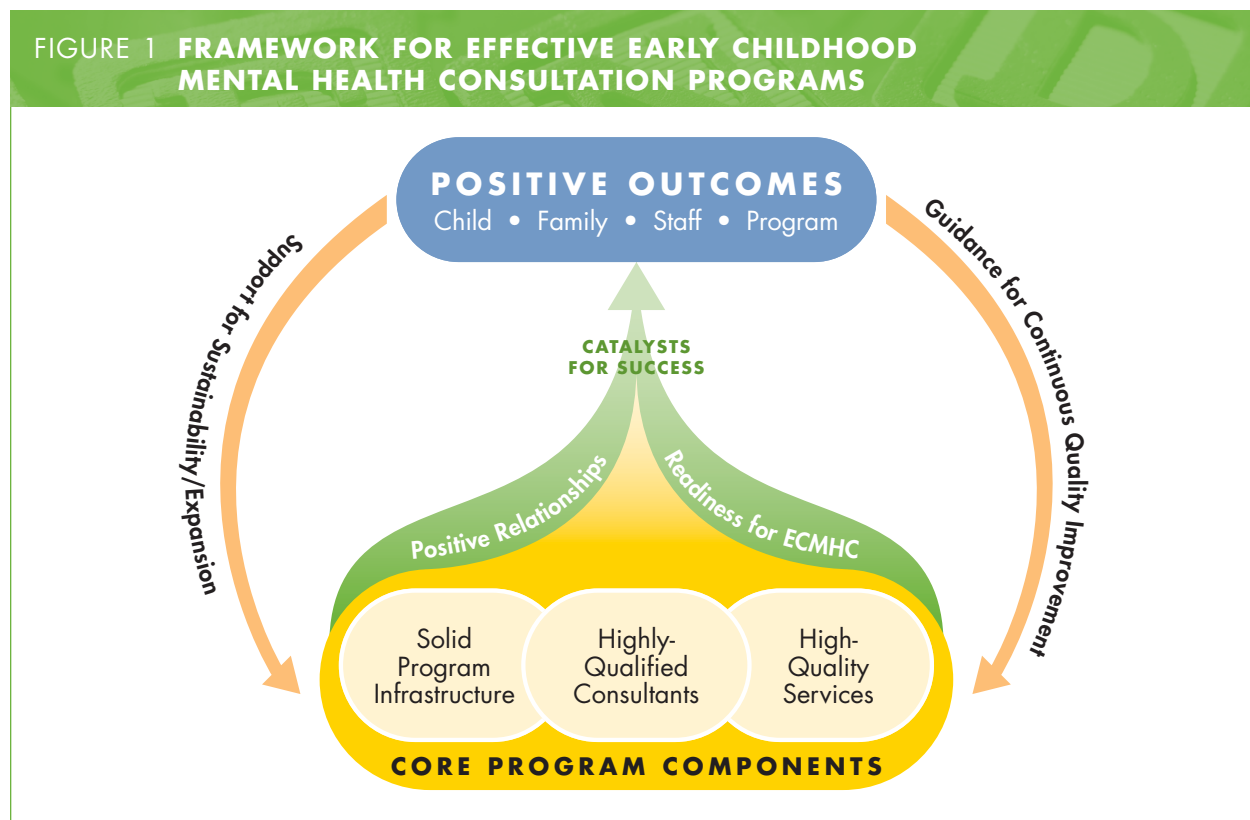 FIGURE 1 FRAMEWORK FOR EFFECTIVE EARLY CHILDHOOD
MENTAL HEALTH CONSULTATION PROGRAMS
POSITIVE OUTCOMES
Child • Family • Staff • Program
Support for Sustainability/Expansion
Guidance for Continuous Quality Improvement
CATALYSTS
FOR SUCCESS
Positive Relationships
Readiness for ECMHC
Solid
Program
Infrastructure
Highly-
Qualified
Consultants
High-
Quality
Services
CORE PROGRAM COMPONENTS